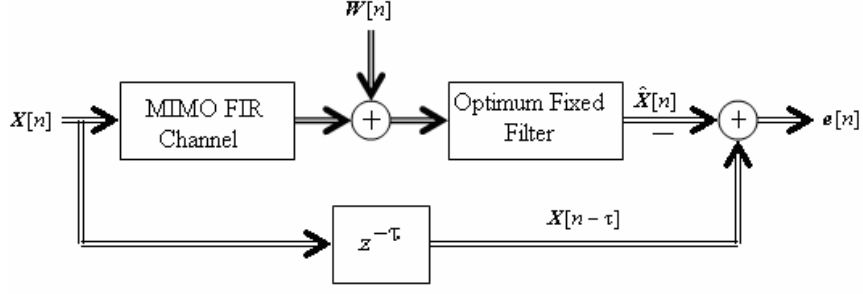 W[n]
X[n]
MIMO FIR
Channel
+
Optimum Fixed
Filter
X̂[n]
−
+
e[n]
z^{-τ}
X[n − τ]